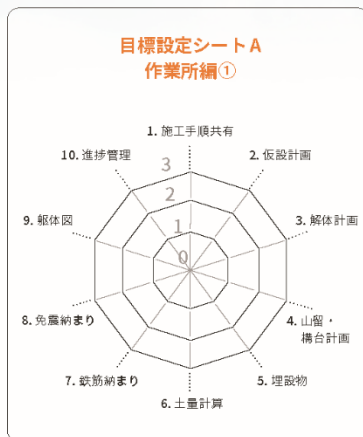 目標設定シートA
作業所編①
1. 施工手順共有
10. 進捗管理
2. 仮設計画
3
2
1
0
9. 躯体図
3. 解体計画
8. 免震納まり
4. 山留・
構台計画
7. 鉄筋納まり
5. 埋設物
6. 土量計算